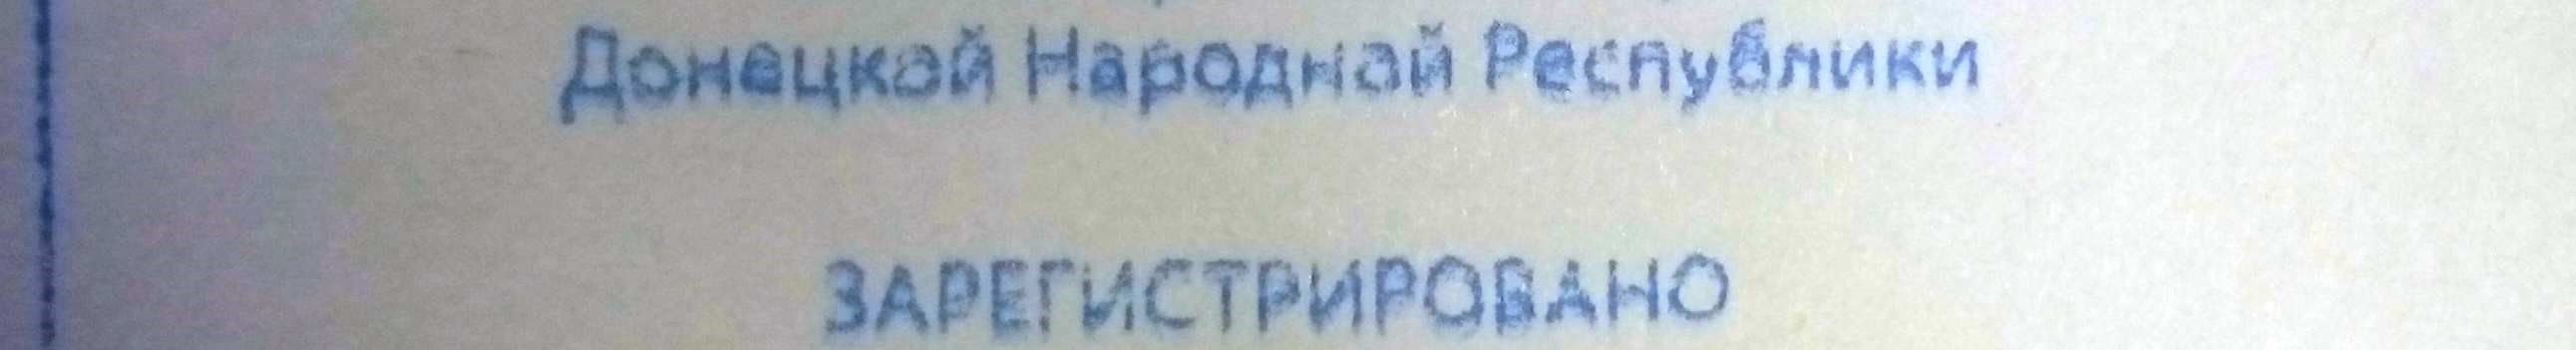 Донецкой Народной Республики
ЗАРЕГИСТРИРОВАНО